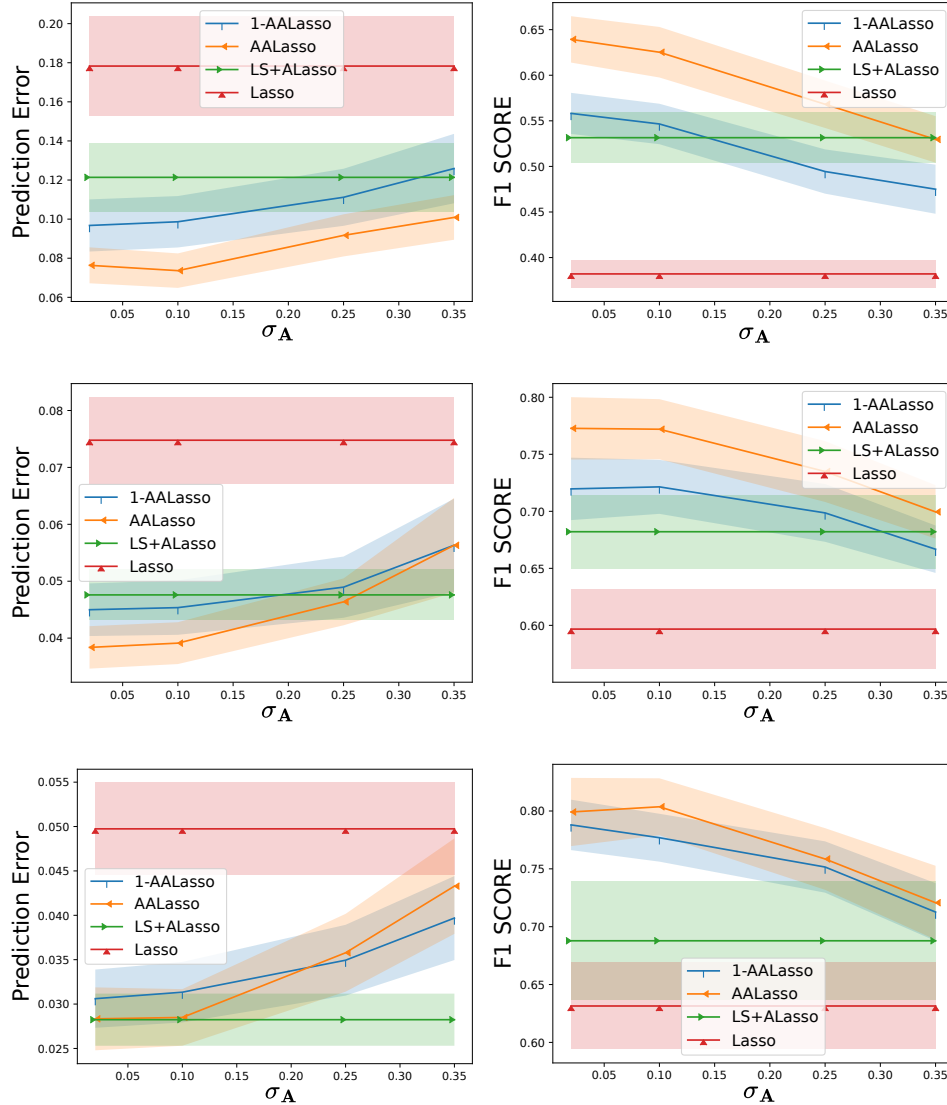 0.20
0.18
0.16
0.14
0.12
0.10
0.08
0.06
Prediction Error
1-AALasso
AALasso
LS+ALasso
Lasso
0.05 0.10 0.15 0.20 0.25 0.30 0.35
σ_A
0.65
0.60
0.55
0.50
0.45
0.40
F1 SCORE
1-AALasso
AALasso
LS+ALasso
Lasso
0.05 0.10 0.15 0.20 0.25 0.30 0.35
σ_A
0.08
0.07
0.06
0.05
0.04
Prediction Error
1-AALasso
AALasso
LS+ALasso
Lasso
0.05 0.10 0.15 0.20 0.25 0.30 0.35
σ_A
0.80
0.75
0.70
0.65
0.60
F1 SCORE
1-AALasso
AALasso
LS+ALasso
Lasso
0.05 0.10 0.15 0.20 0.25 0.30 0.35
σ_A
0.055
0.050
0.045
0.040
0.035
0.030
0.025
Prediction Error
1-AALasso
AALasso
LS+ALasso
Lasso
0.05 0.10 0.15 0.20 0.25 0.30 0.35
σ_A
0.80
0.75
0.70
0.65
0.60
F1 SCORE
1-AALasso
AALasso
LS+ALasso
Lasso
0.05 0.10 0.15 0.20 0.25 0.30 0.35
σ_A